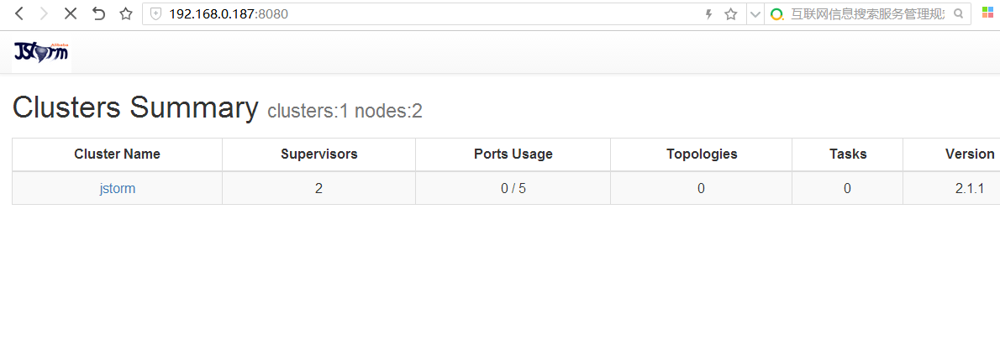 192.168.0.187:8080
互联网信息搜索服务管理规
Alibaba
JStorm
Clusters Summary clusters:1 nodes:2
Cluster Name Supervisors Ports Usage Topologies Tasks Version
jstorm 2 0 / 5 0 0 2.1.1